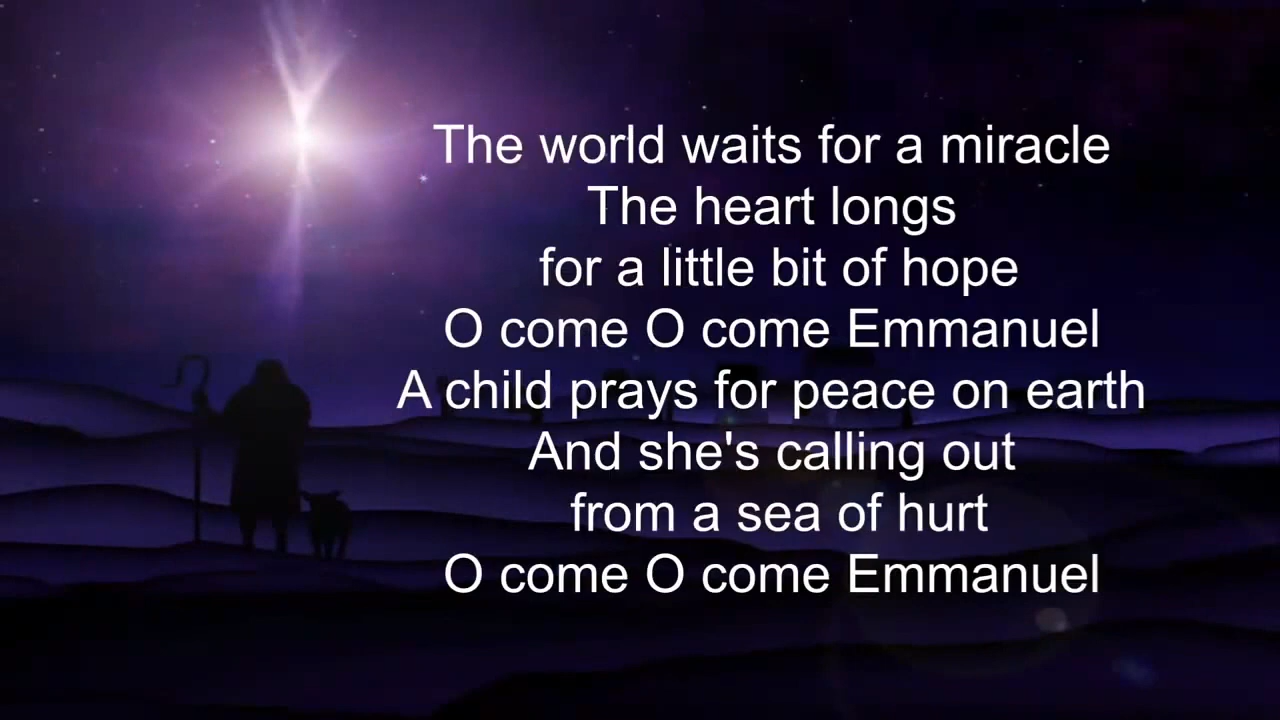 The world waits for a miracle
The heart longs
for a little bit of hope
O come O come Emmanuel
A child prays for peace on earth
And she's calling out
from a sea of hurt
O come O come Emmanuel